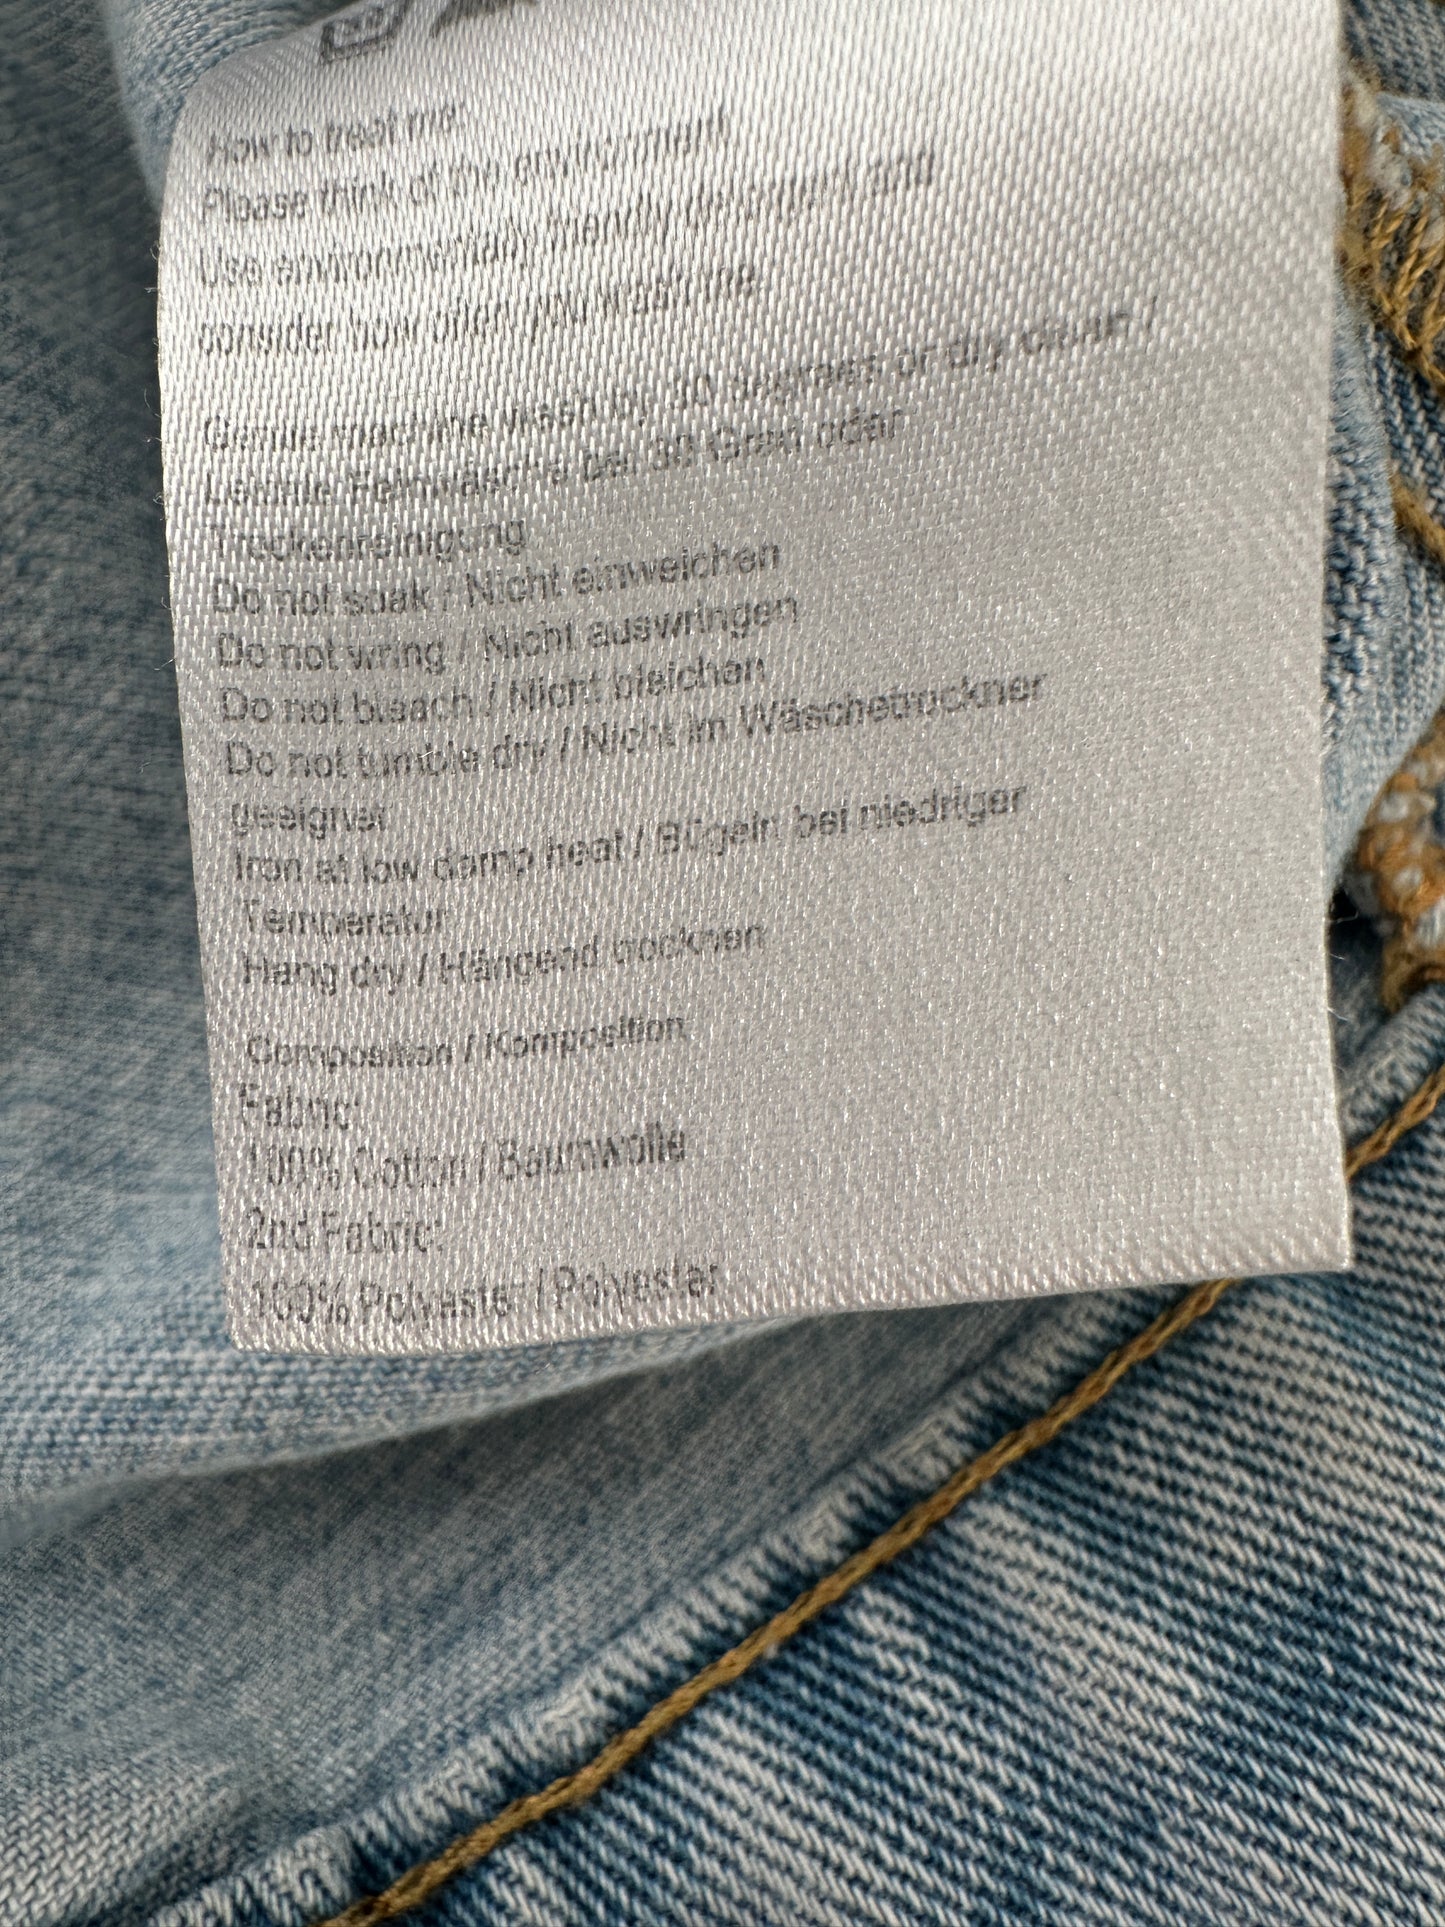 How to treat me
Please think of the environment
Use environmentally friendly detergent and
consider how often you wash me
Gentle machine wash by 30 degrees or dry clean /
Leichte Feinwäsche bei 30 Grad oder
Trockenreinigung
Do not soak / Nicht einweichen
Do not wring / Nicht auswringen
Do not bleach / Nicht bleichen
Do not tumble dry / Nicht im Wäschetrockner
geeignet
Iron at low damp heat / Bügeln bei niedriger
Temperatur
Hang dry / Hängend trocknen
Composition / Komposition
Fabric:
100% Cotton / Baumwolle
2nd Fabric:
100% Polyester / Polyester